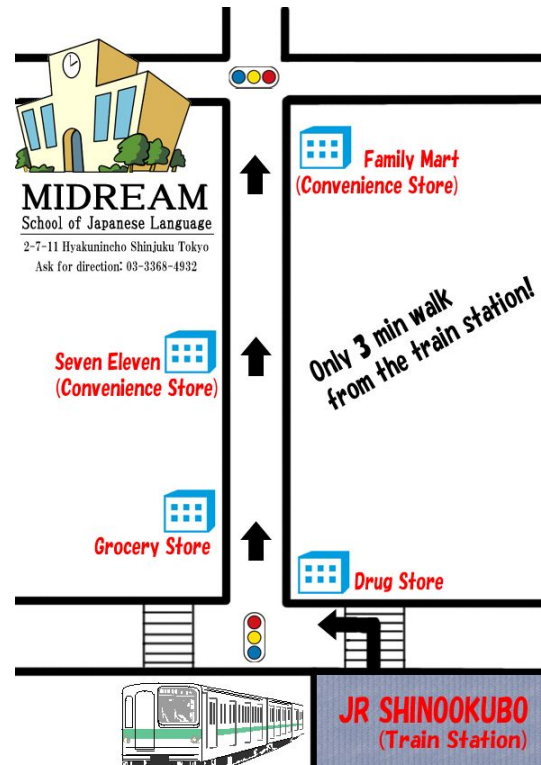 Family Mart
(Convenience Store)
MIDREAM
School of Japanese Language
2-7-11 Hyakunincho Shinjuku Tokyo
Ask for direction: 03-3368-4932
Only 3 min walk
from the train station!
Seven Eleven
(Convenience Store)
Grocery Store
Drug Store
JR SHINOOKUBO
(Train Station)